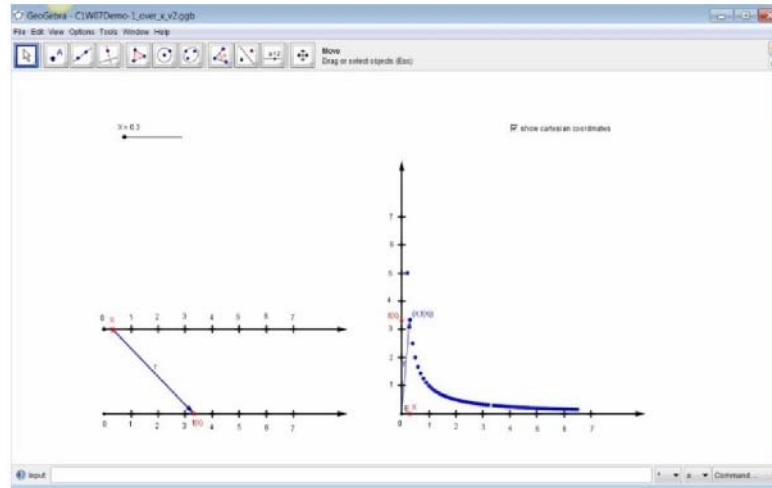 GeoGebra - C1W07Demo-1_over_x_v2.ggb
File Edit View Options Tools Window Help
Move
Drag or select objects (Esc)
X = 0.3
show cartesian coordinates
0 X 1 2 3 4 5 6 7
f
0 1 2 3 f(X) 4 5 6 7
7
6
5
4
f(X)
(X,f(X))
3
2
1
0 X 1 2 3 4 5 6 7
Input
Command ...